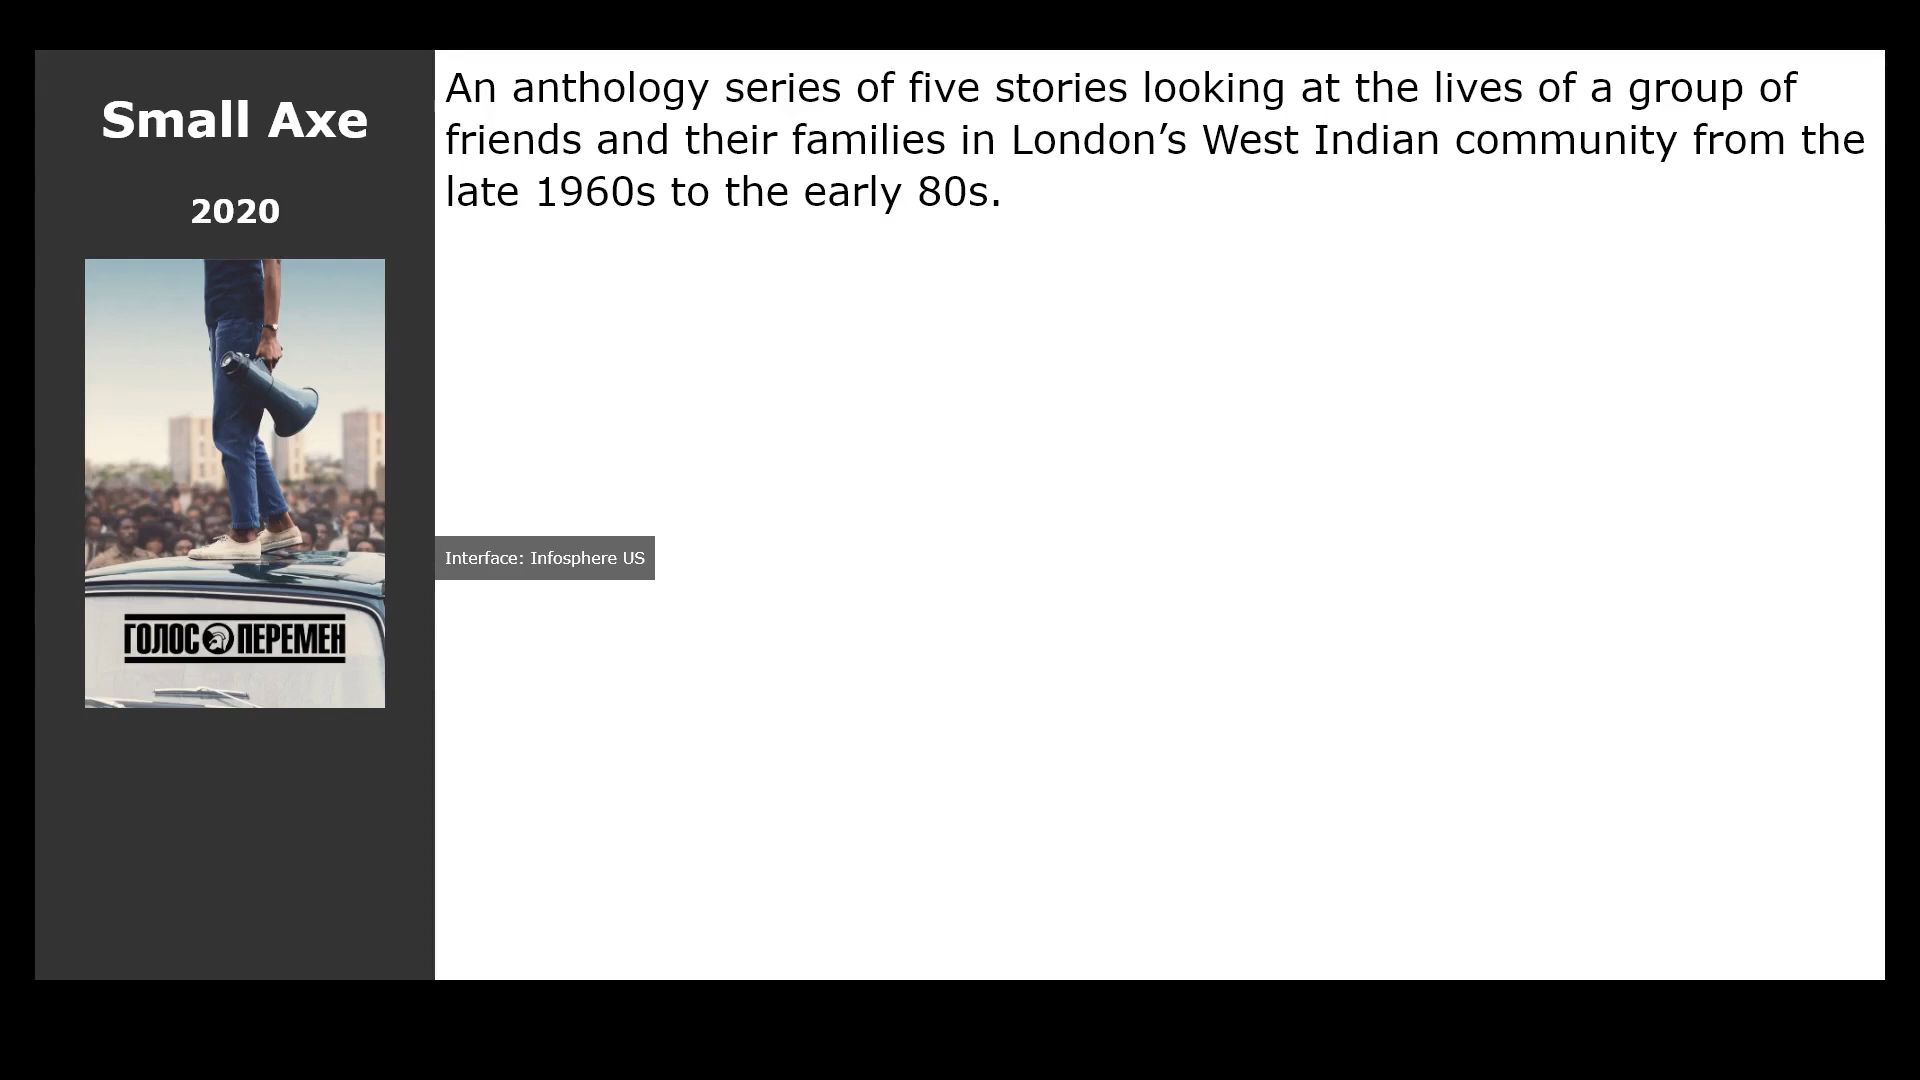 Small Axe
2020
ГОЛОС ПЕРЕМЕН
An anthology series of five stories looking at the lives of a group of
friends and their families in London’s West Indian community from the
late 1960s to the early 80s.
Interface: Infosphere US